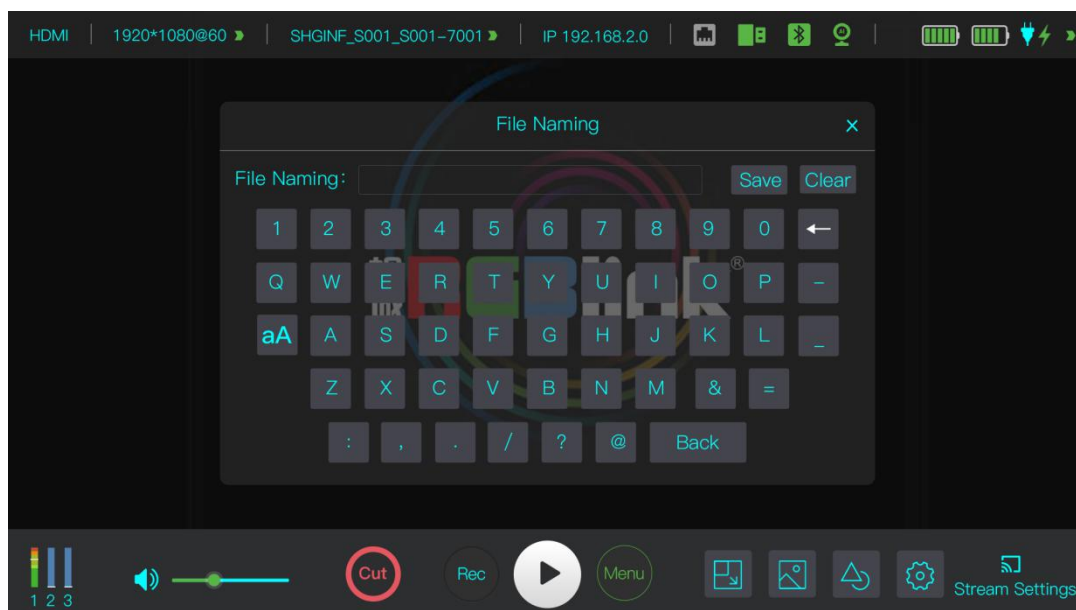 HDMI 1920*1080@60 SHGINF_S001_S001-7001 IP 192.168.2.0
File Naming
File Naming: Save Clear
1 2 3 4 5 6 7 8 9 0 ←
Q W E R T Y U I O P -
aA A S D F G H J K L _
Z X C V B N M & =
: , . / ? @ Back
RGBlink®
Cut Rec Menu
1 2 3
Stream Settings